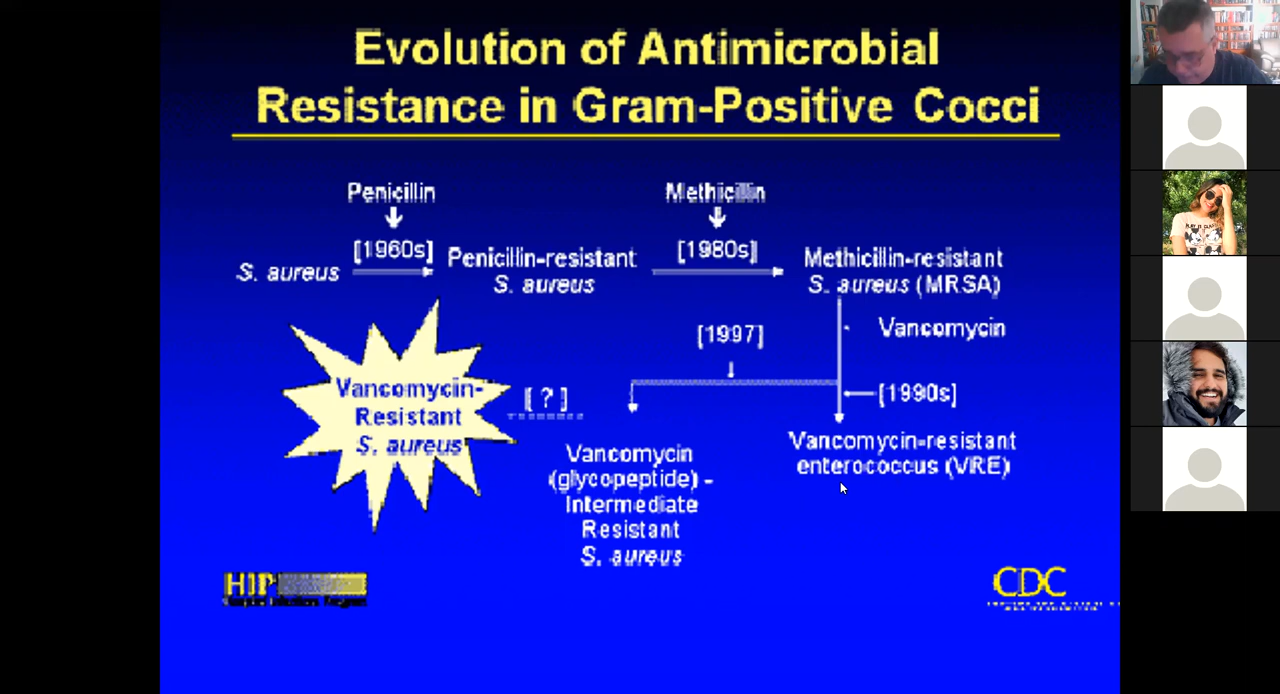 Evolution of Antimicrobial
Resistance in Gram-Positive Cocci
Penicillin
Methicillin
[1960s]
[1980s]
S. aureus
Penicillin-resistant
S. aureus
Methicillin-resistant
S. aureus (MRSA)
[1997]
Vancomycin
[1990s]
Vancomycin-
Resistant
S. aureus
[?]
Vancomycin
(glycopeptide) -
Intermediate
Resistant
S. aureus
Vancomycin-resistant
enterococcus (VRE)
HIP
CDC